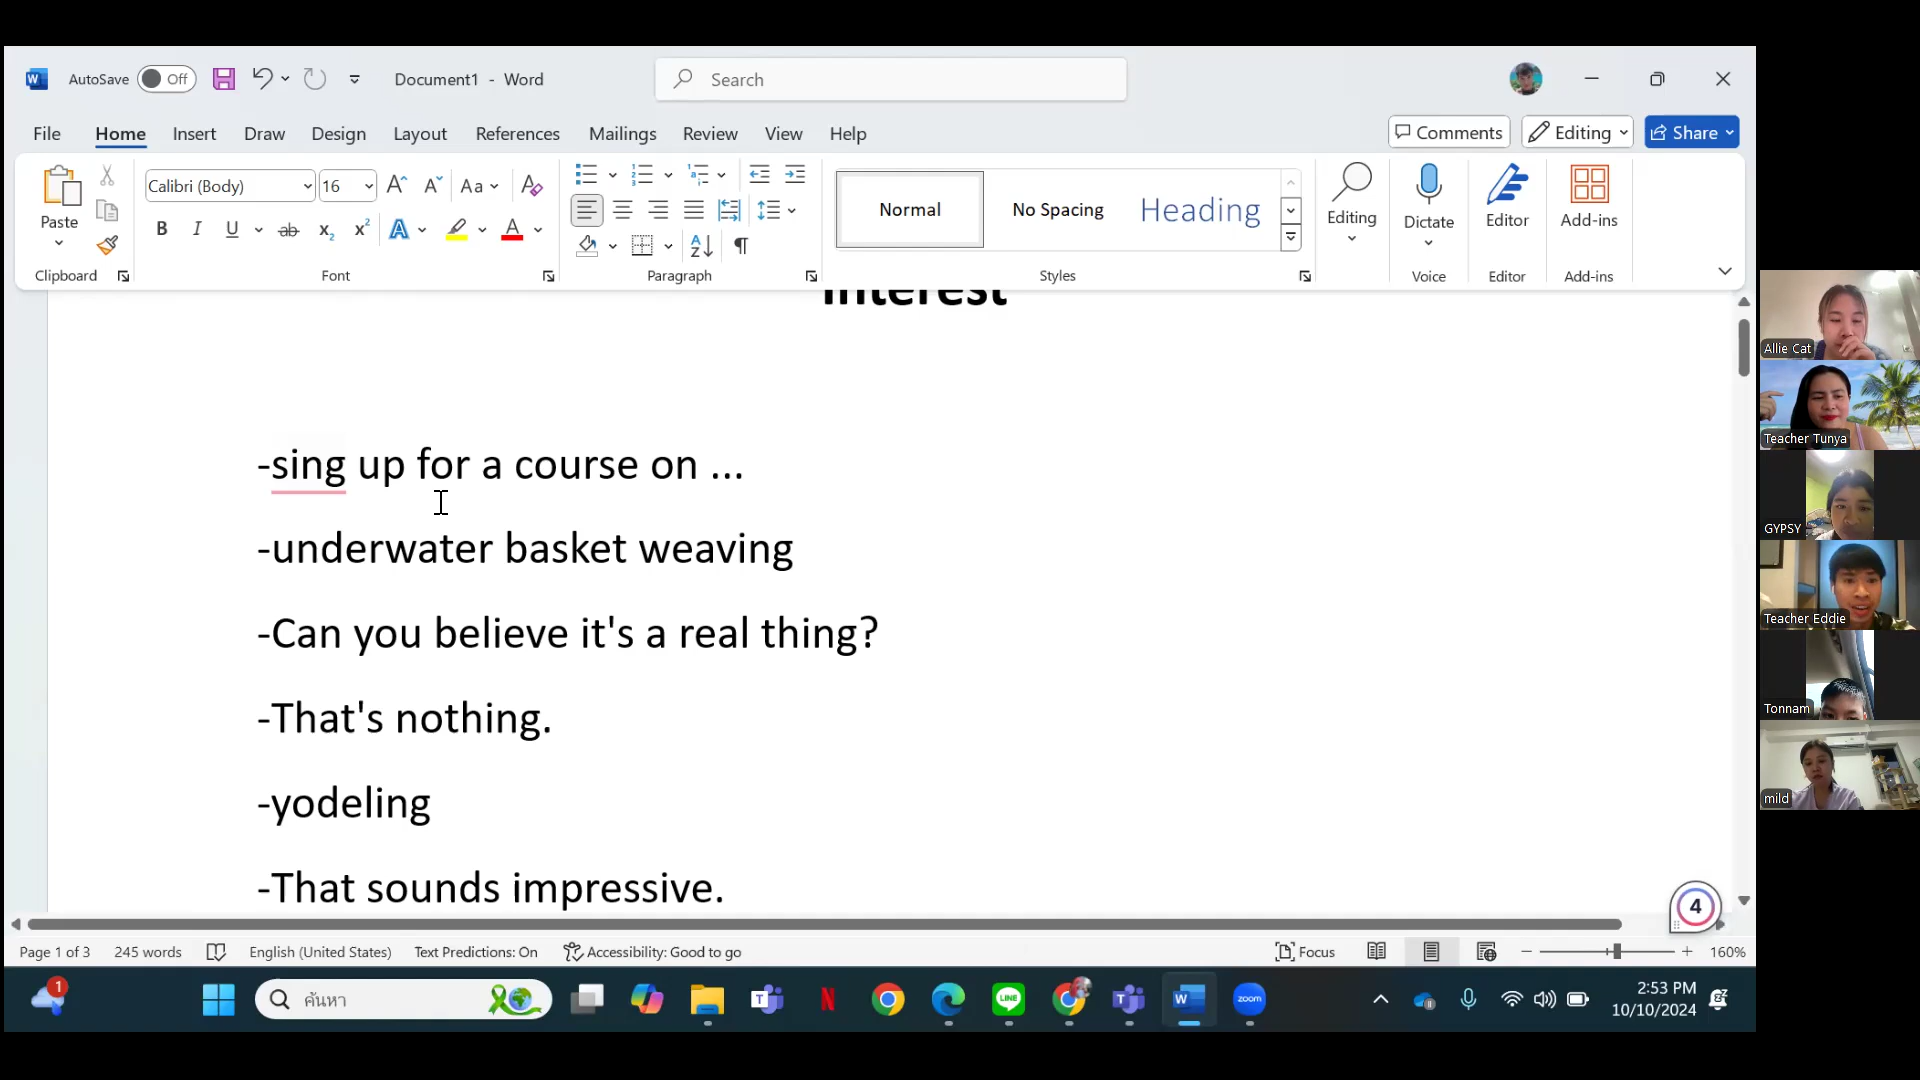 AutoSave Off Document1 - Word Search
File Home Insert Draw Design Layout References Mailings Review View Help Comments Editing Share
Paste Calibri (Body) 16 Normal No Spacing Heading Editing Dictate Editor Add-ins
Clipboard Font Paragraph Styles Voice Editor Add-ins
Interest
-sing up for a course on ...
-underwater basket weaving
-Can you believe it's a real thing?
-That's nothing.
-yodeling
-That sounds impressive.
4
Page 1 of 3 245 words English (United States) Text Predictions: On Accessibility: Good to go Focus 160%
1 ค้นหา LINE zoom 2:53 PM
10/10/2024
Allie Cat
Teacher Tunya
GYPSY
Teacher Eddie
Tonnam
mild